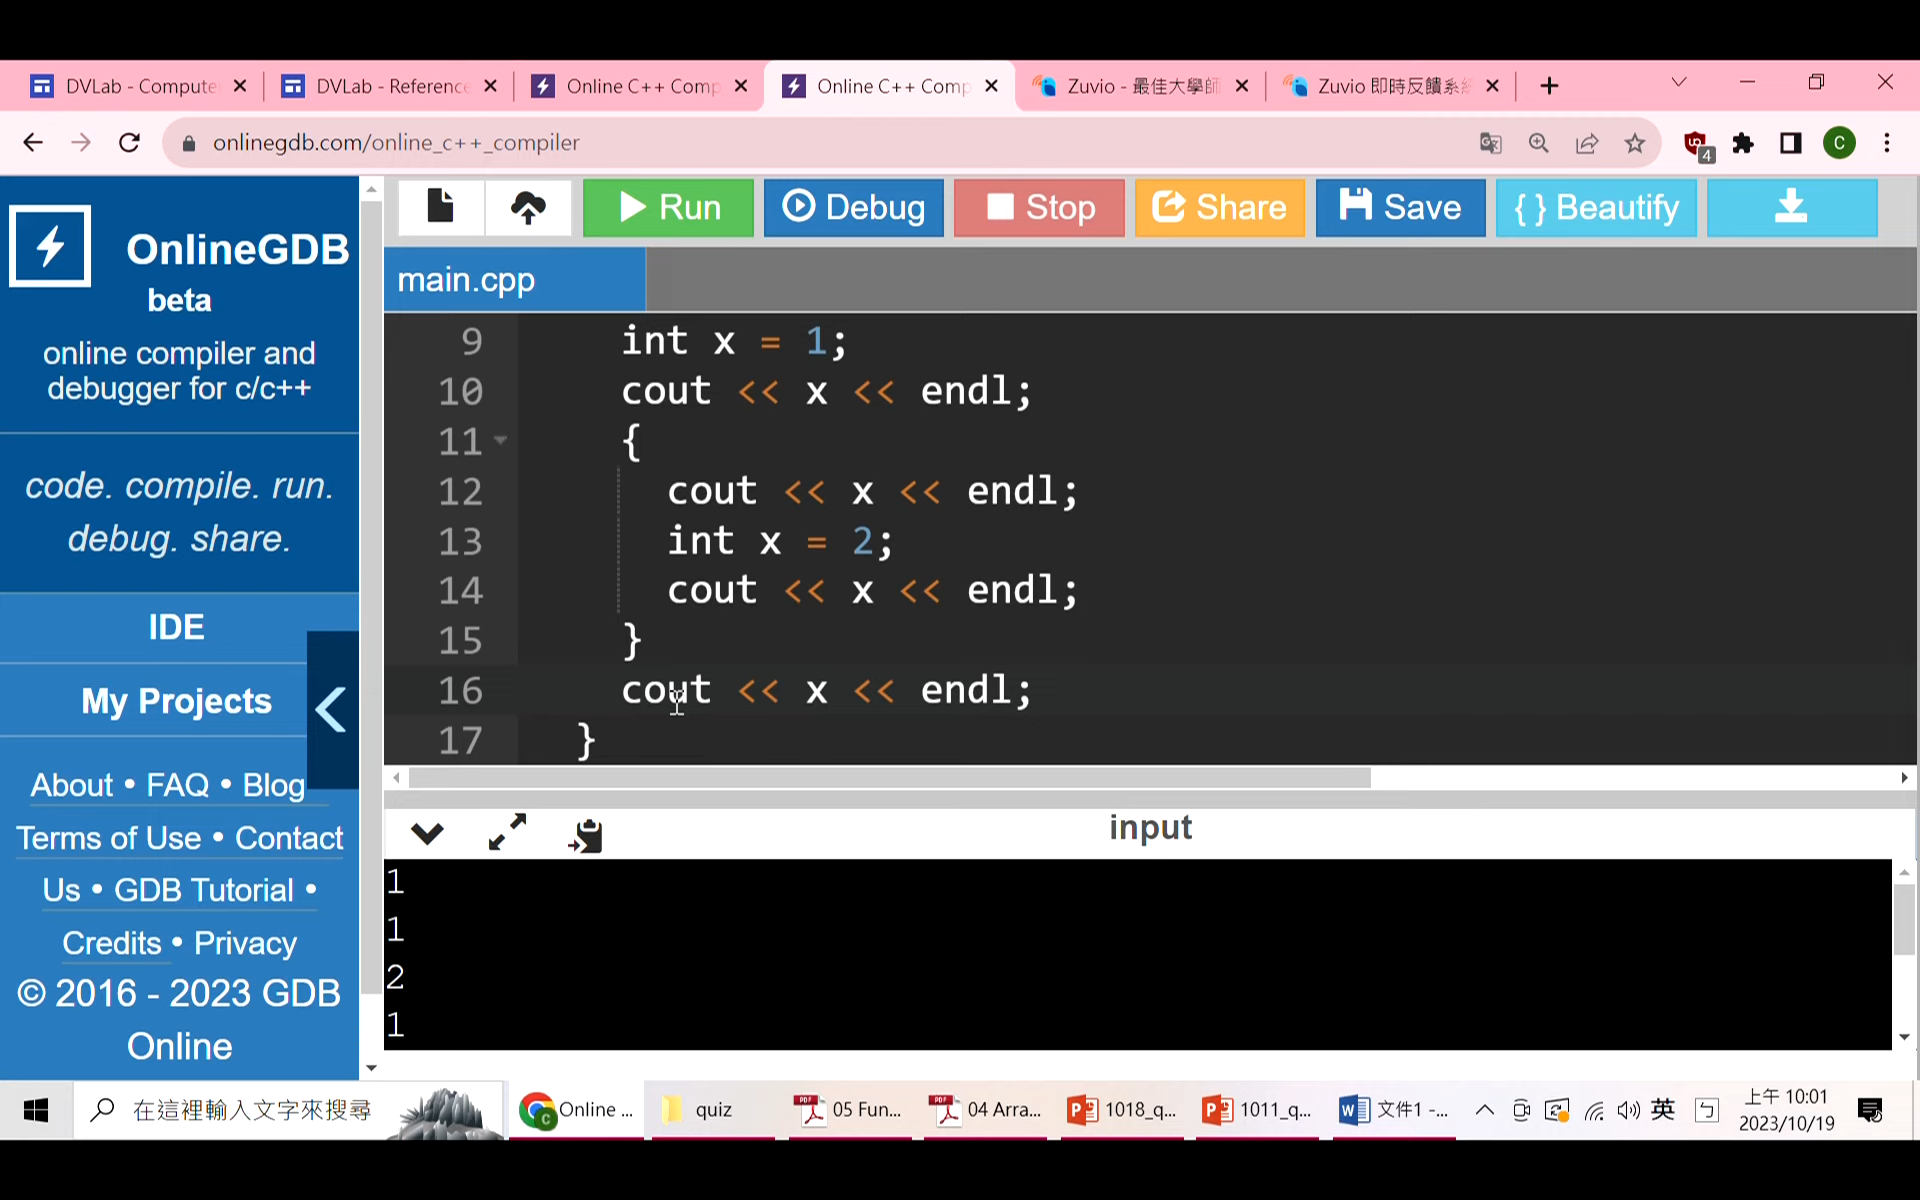 DVLab - Compute
DVLab - Reference
Online C++ Comp
Online C++ Comp
Zuvio - 最佳大學師
Zuvio 即時反饋系
onlinegdb.com/online_c++_compiler
4
C
OnlineGDB
beta
online compiler and
debugger for c/c++
code. compile. run.
debug. share.
IDE
My Projects
About • FAQ • Blog
Terms of Use • Contact
Us • GDB Tutorial •
Credits • Privacy
© 2016 - 2023 GDB
Online
Run
Debug
Stop
Share
Save
{ } Beautify
main.cpp
9 int x = 1;
10 cout << x << endl;
11 {
12 cout << x << endl;
13 int x = 2;
14 cout << x << endl;
15 }
16 cout << x << endl;
17 }
input
1
1
2
1
在這裡輸入文字來搜尋
Online ...
quiz
05 Fun...
04 Arra...
1018_q...
1011_q...
文件1 -...
英
上午 10:01
2023/10/19